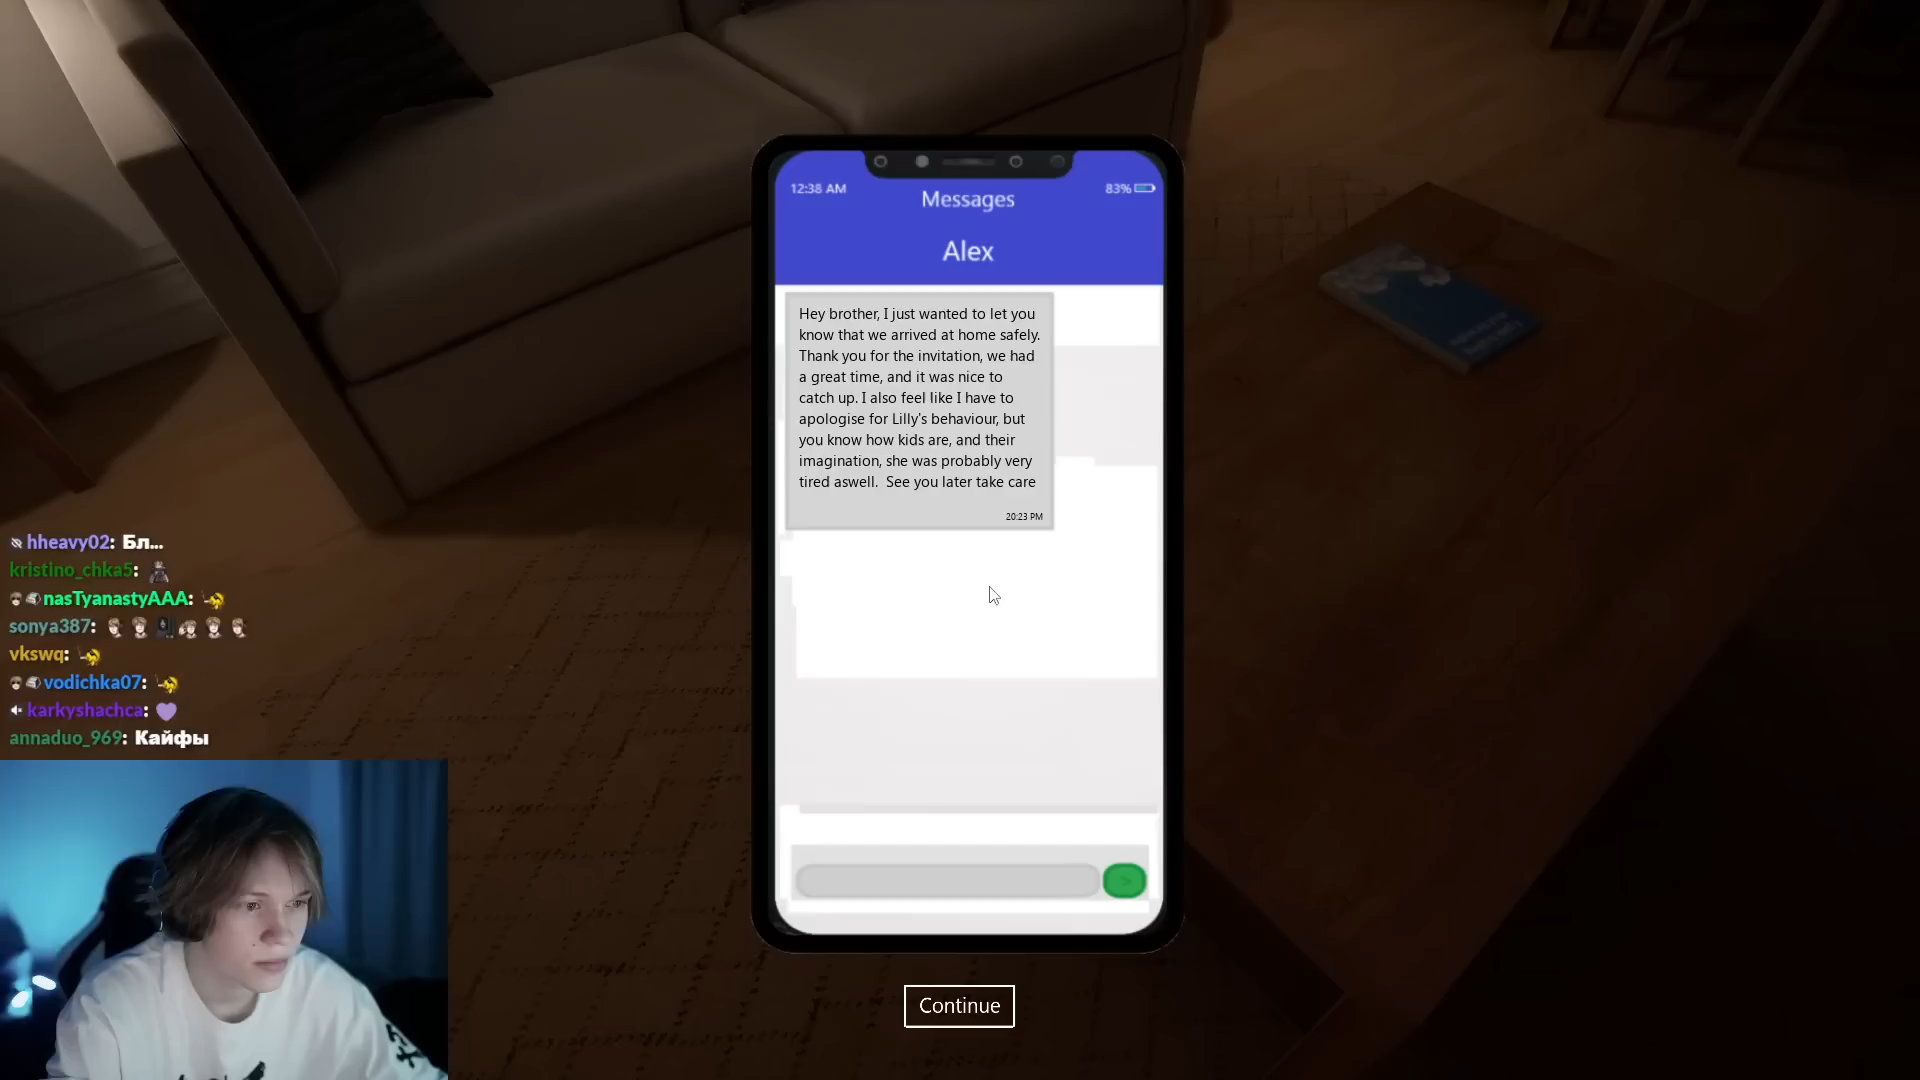 12:38 AM
83%
Messages
Alex
Hey brother, I just wanted to let you
know that we arrived at home safely.
Thank you for the invitation, we had
a great time, and it was nice to
catch up. I also feel like I have to
apologise for Lilly's behaviour, but
you know how kids are, and their
imagination, she was probably very
tired aswell.  See you later take care
20:23 PM
>
Continue
hheavy02: Бл...
kristino_chka5:
nasTyanastyAAA:
sonya387:
vkswq:
vodichka07:
karkyshachca:
annaduo_969: Кайфы